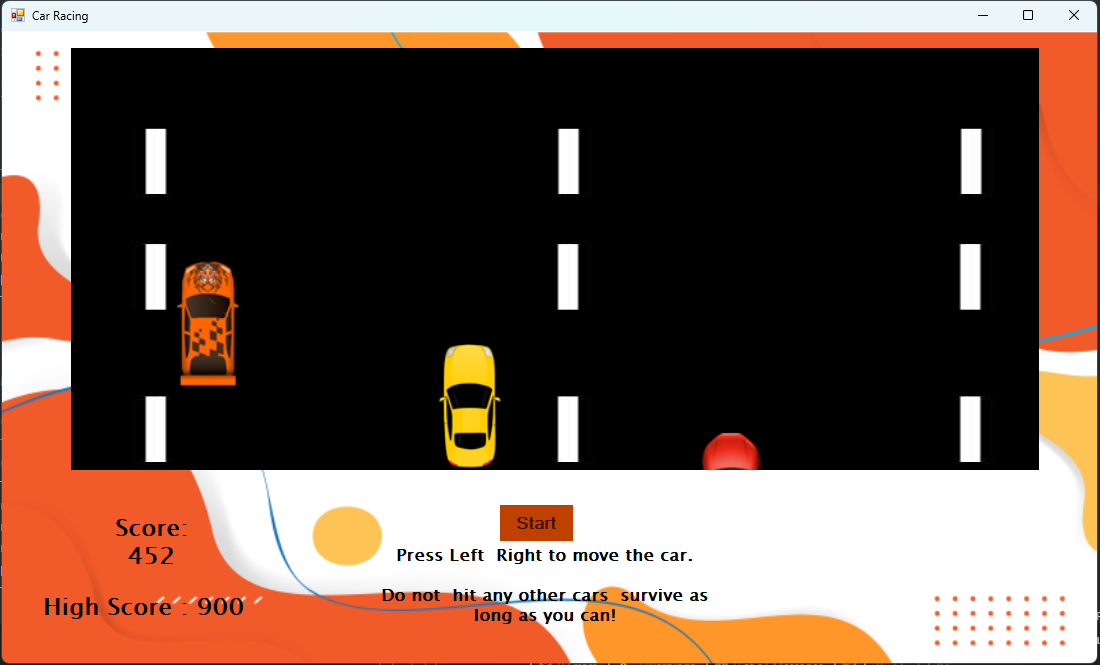 Car Racing
Score:
452
High Score : 900
Start
Press Left  Right to move the car.
Do not  hit any other cars  survive as
long as you can!